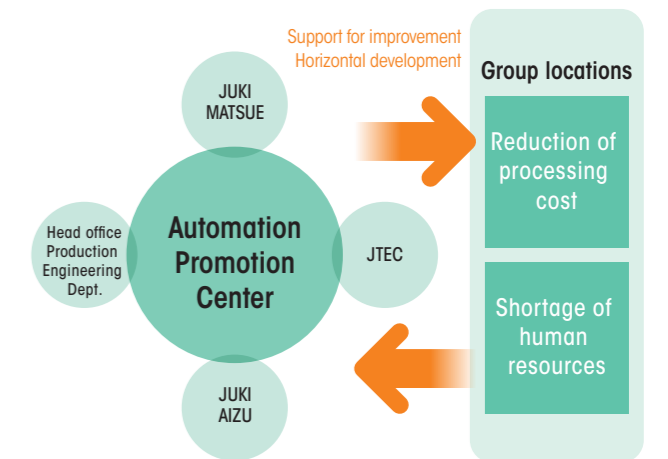 Support for improvement
Horizontal development
Group locations
JUKI
MATSUE
Reduction of
processing
cost
Head office
Production
Engineering
Dept.
Automation
Promotion
Center
JTEC
Shortage of
human
resources
JUKI
AIZU